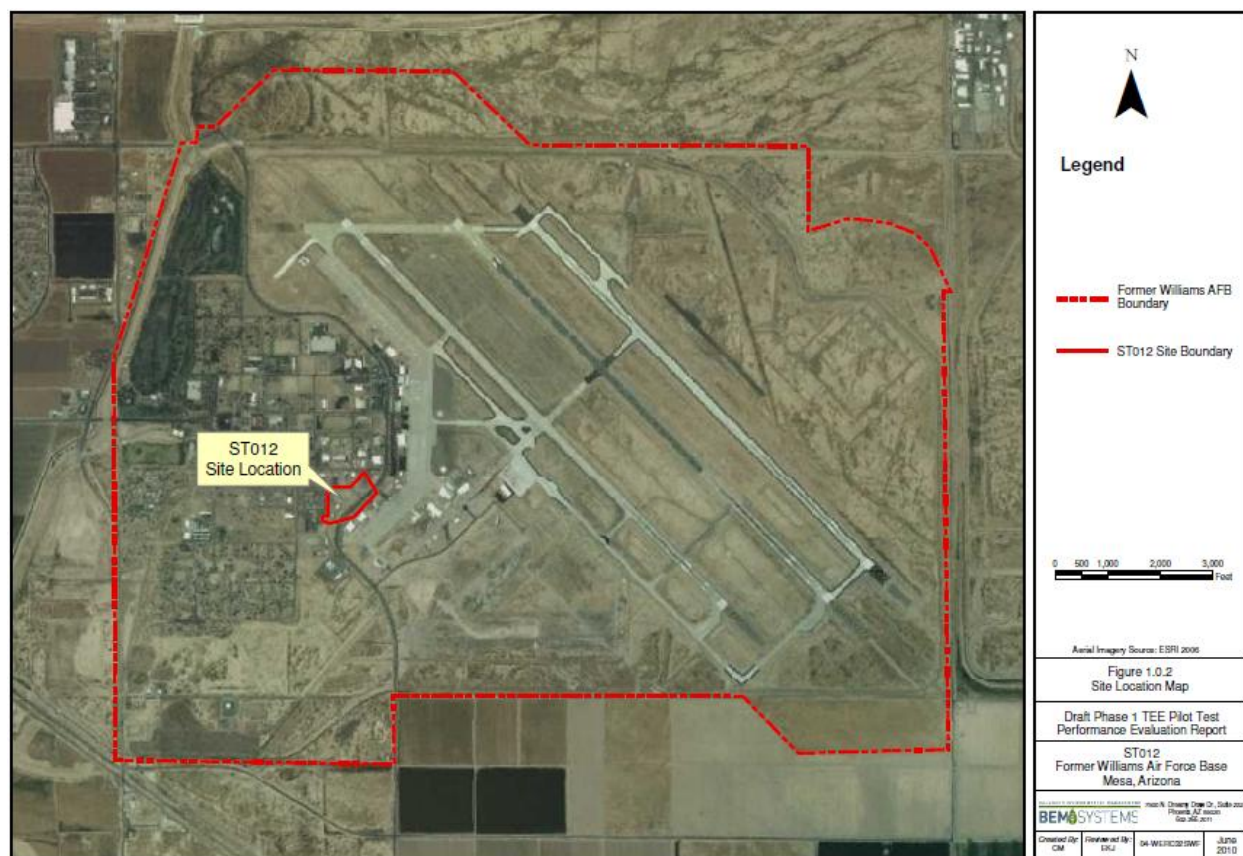 ST012
Site Location
N
Legend
Former Williams AFB
Boundary
ST012 Site Boundary
0 500 1,000 2,000 3,000
Feet
Aerial Imagery Source: ESRI 2006
Figure 1.0.2
Site Location Map
Draft Phase 1 TEE Pilot Test
Performance Evaluation Report
ST012
Former Williams Air Force Base
Mesa, Arizona
BEM SYSTEMS
Phoenix, AZ
Created By:
CM
Reviewed By:
June
2010